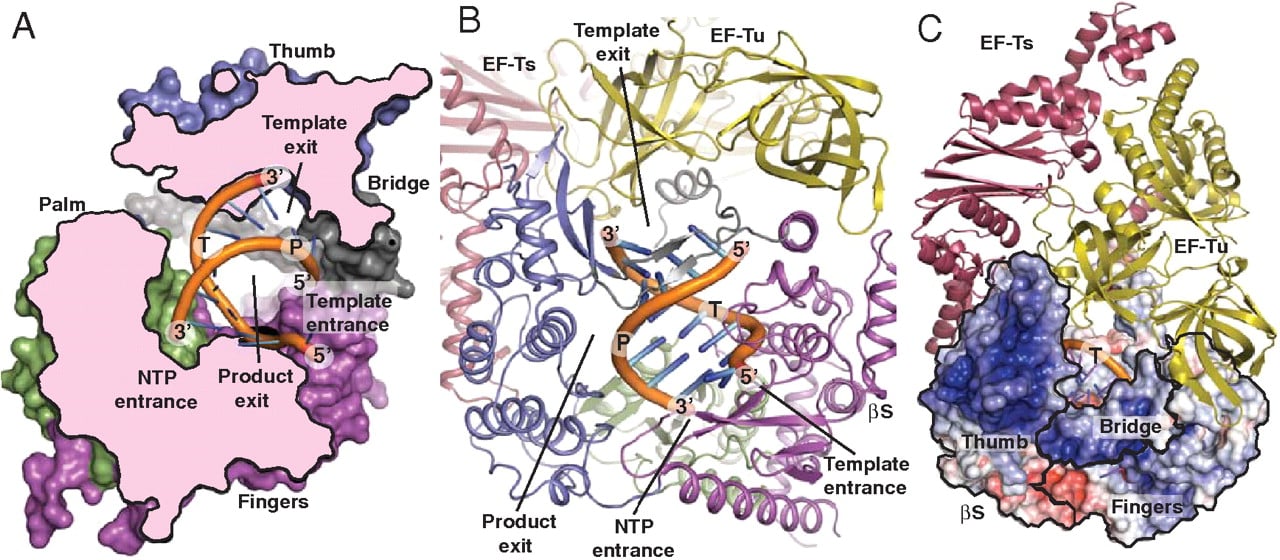 A
Thumb
Template
exit
3'
Bridge
Palm
T
P
5'
Template
entrance
3'
5'
NTP
entrance
Product
exit
Fingers
B
Template
exit
EF-Tu
EF-Ts
3'
5'
T
P
5'
3'
βS
Template
entrance
Product
exit
NTP
entrance
C
EF-Ts
EF-Tu
T
Thumb
Bridge
βS
Fingers